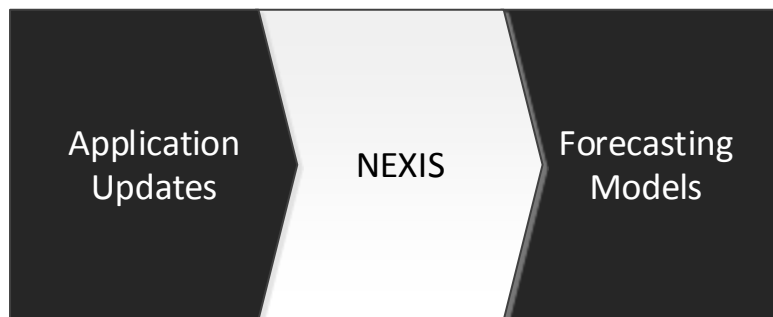 Application
Updates
NEXIS
Forecasting
Models